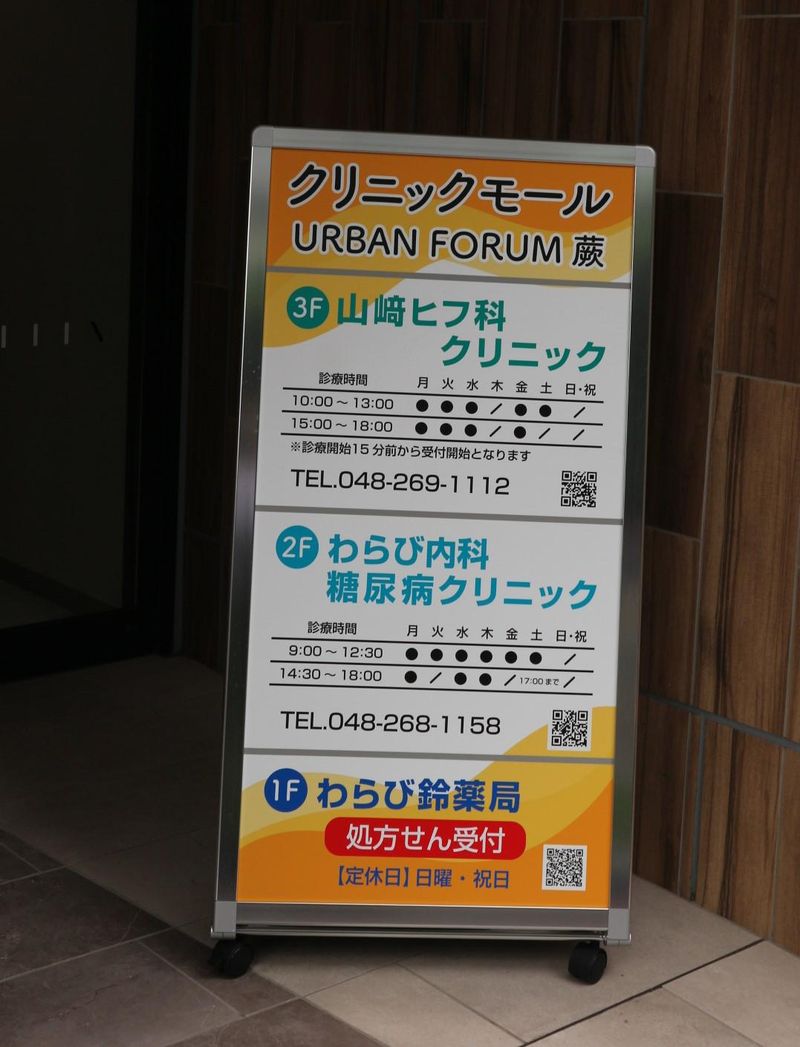 クリニックモール
URBAN FORUM 蕨
3F 山﨑ヒフ科
クリニック
診療時間 月 火 水 木 金 土 日・祝
10:00～13:00 ● ● ● ／ ● ● ／
15:00～18:00 ● ● ● ／ ● ／ ／
※診療開始15分前から受付開始となります
TEL.048-269-1112
2F わらび内科
糖尿病クリニック
診療時間 月 火 水 木 金 土 日・祝
9:00～12:30 ● ● ● ● ● ● ／
14:30～18:00 ● ／ ● ● ／ 17:00まで ／
TEL.048-268-1158
1F わらび鈴薬局
処方せん受付
【定休日】日曜・祝日